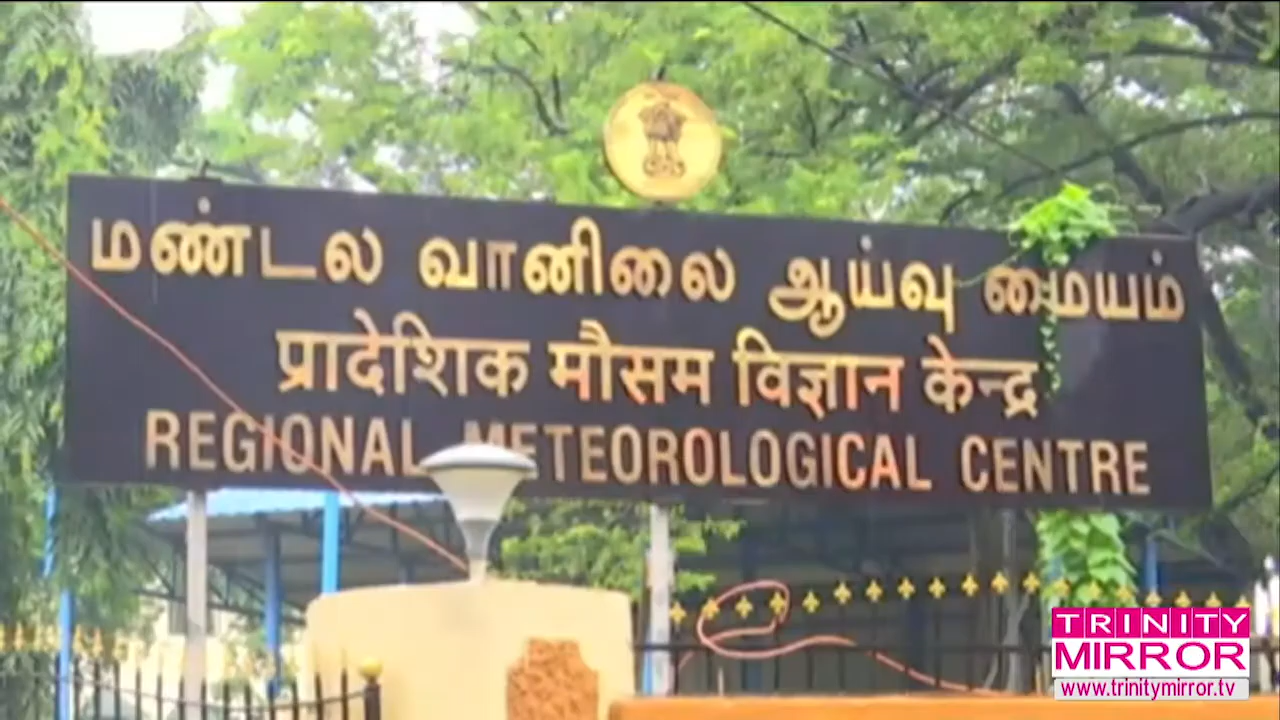 மண்டல வானிலை ஆய்வு மையம்
प्रादेशिक मौसम विज्ञान केन्द्र
REGIONAL METEOROLOGICAL CENTRE
TRINITY
MIRROR
www.trinitymirror.tv